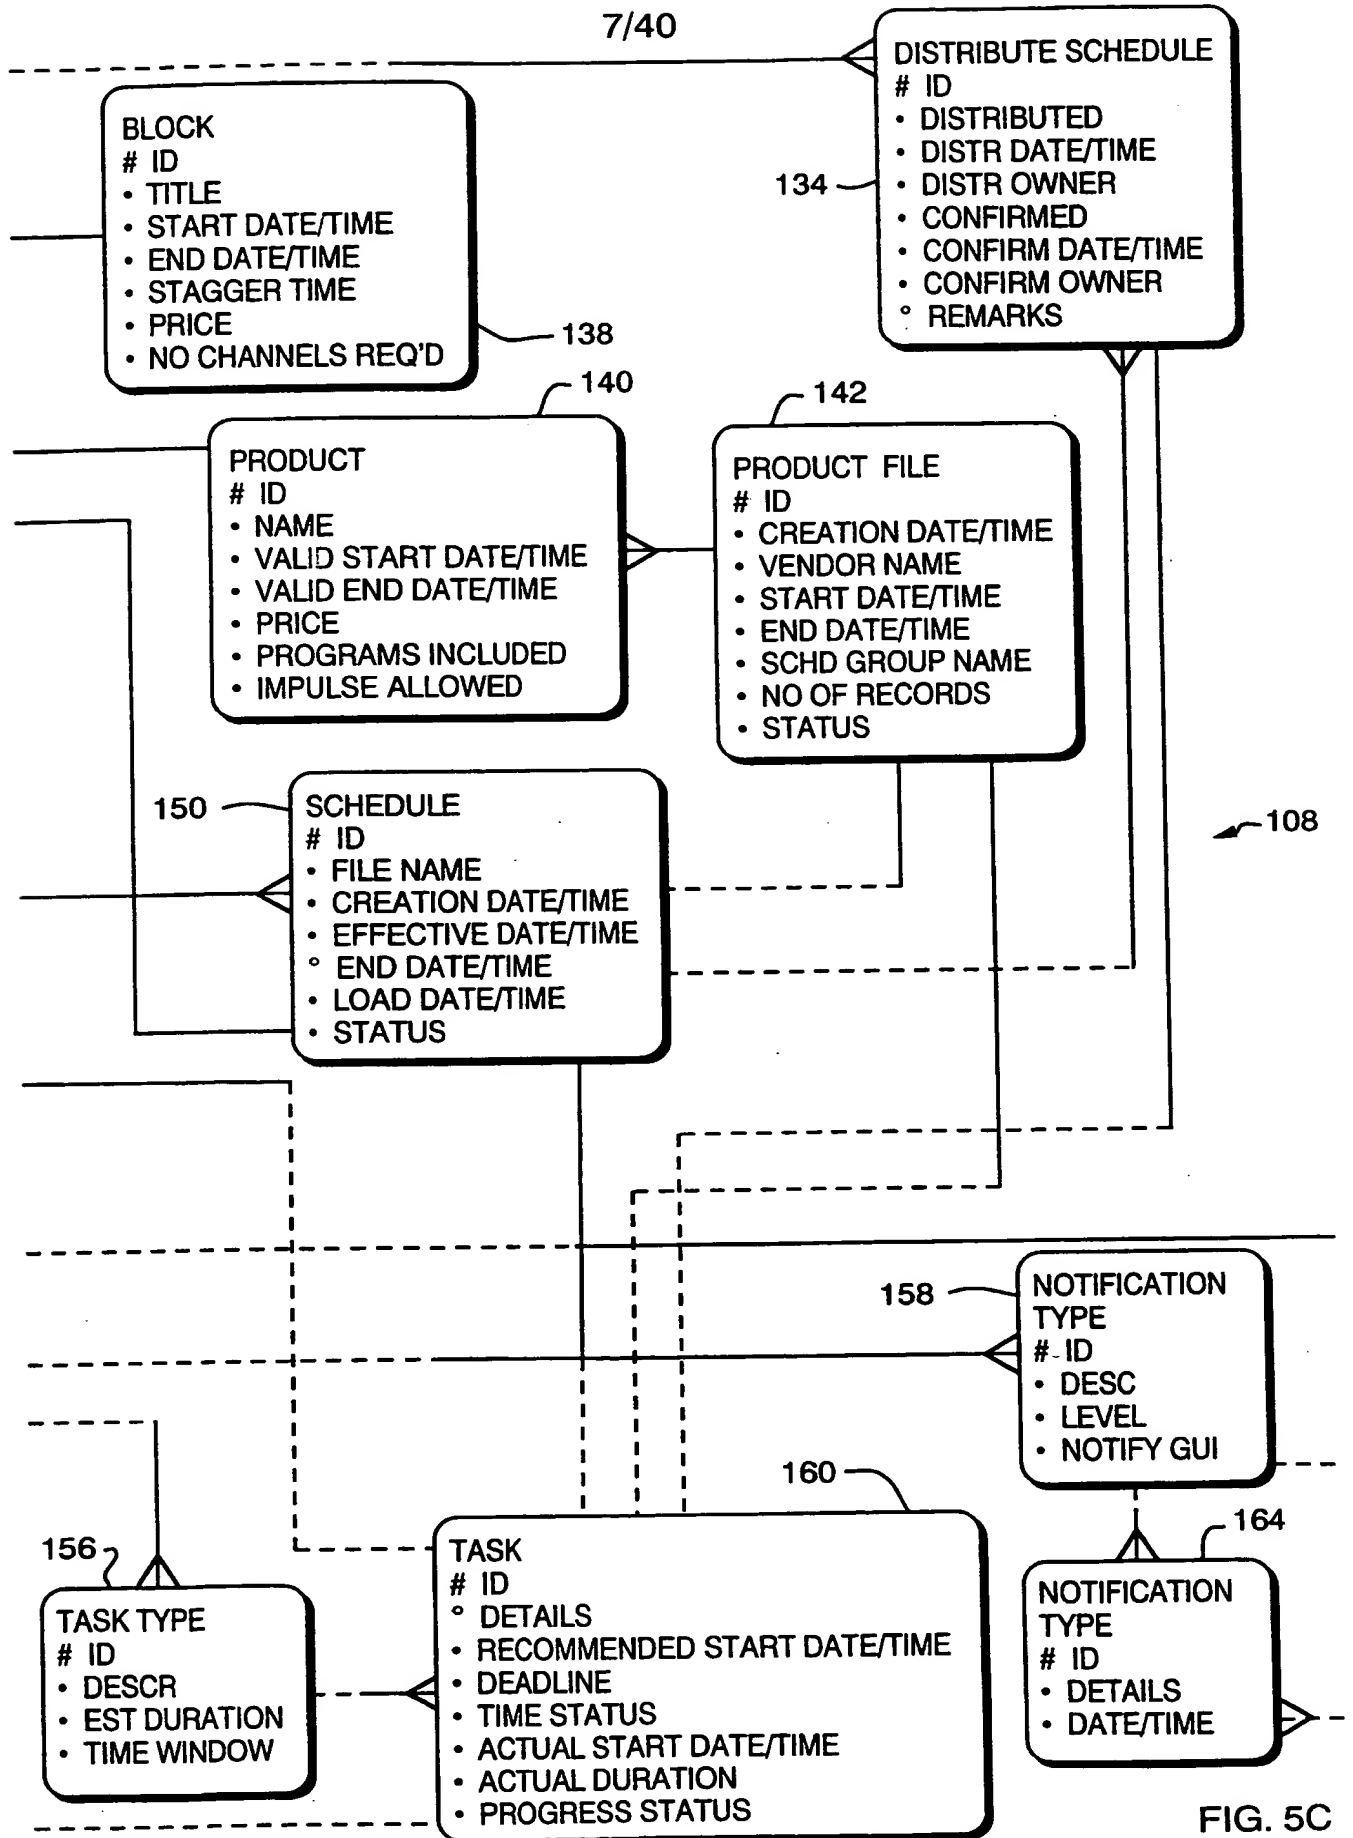 7/40
DISTRIBUTE SCHEDULE
# ID
• DISTRIBUTED
• DISTR DATE/TIME
• DISTR OWNER
• CONFIRMED
• CONFIRM DATE/TIME
• CONFIRM OWNER
° REMARKS
134
BLOCK
# ID
• TITLE
• START DATE/TIME
• END DATE/TIME
• STAGGER TIME
• PRICE
• NO CHANNELS REQ'D
138
140
PRODUCT
# ID
• NAME
• VALID START DATE/TIME
• VALID END DATE/TIME
• PRICE
• PROGRAMS INCLUDED
• IMPULSE ALLOWED
142
PRODUCT FILE
# ID
• CREATION DATE/TIME
• VENDOR NAME
• START DATE/TIME
• END DATE/TIME
• SCHD GROUP NAME
• NO OF RECORDS
• STATUS
150
SCHEDULE
# ID
• FILE NAME
• CREATION DATE/TIME
• EFFECTIVE DATE/TIME
° END DATE/TIME
• LOAD DATE/TIME
• STATUS
108
158
NOTIFICATION
TYPE
# ID
• DESC
• LEVEL
• NOTIFY GUI
156
TASK TYPE
# ID
• DESCR
• EST DURATION
• TIME WINDOW
160
TASK
# ID
° DETAILS
• RECOMMENDED START DATE/TIME
• DEADLINE
• TIME STATUS
• ACTUAL START DATE/TIME
• ACTUAL DURATION
• PROGRESS STATUS
164
NOTIFICATION
TYPE
# ID
• DETAILS
• DATE/TIME
FIG. 5C